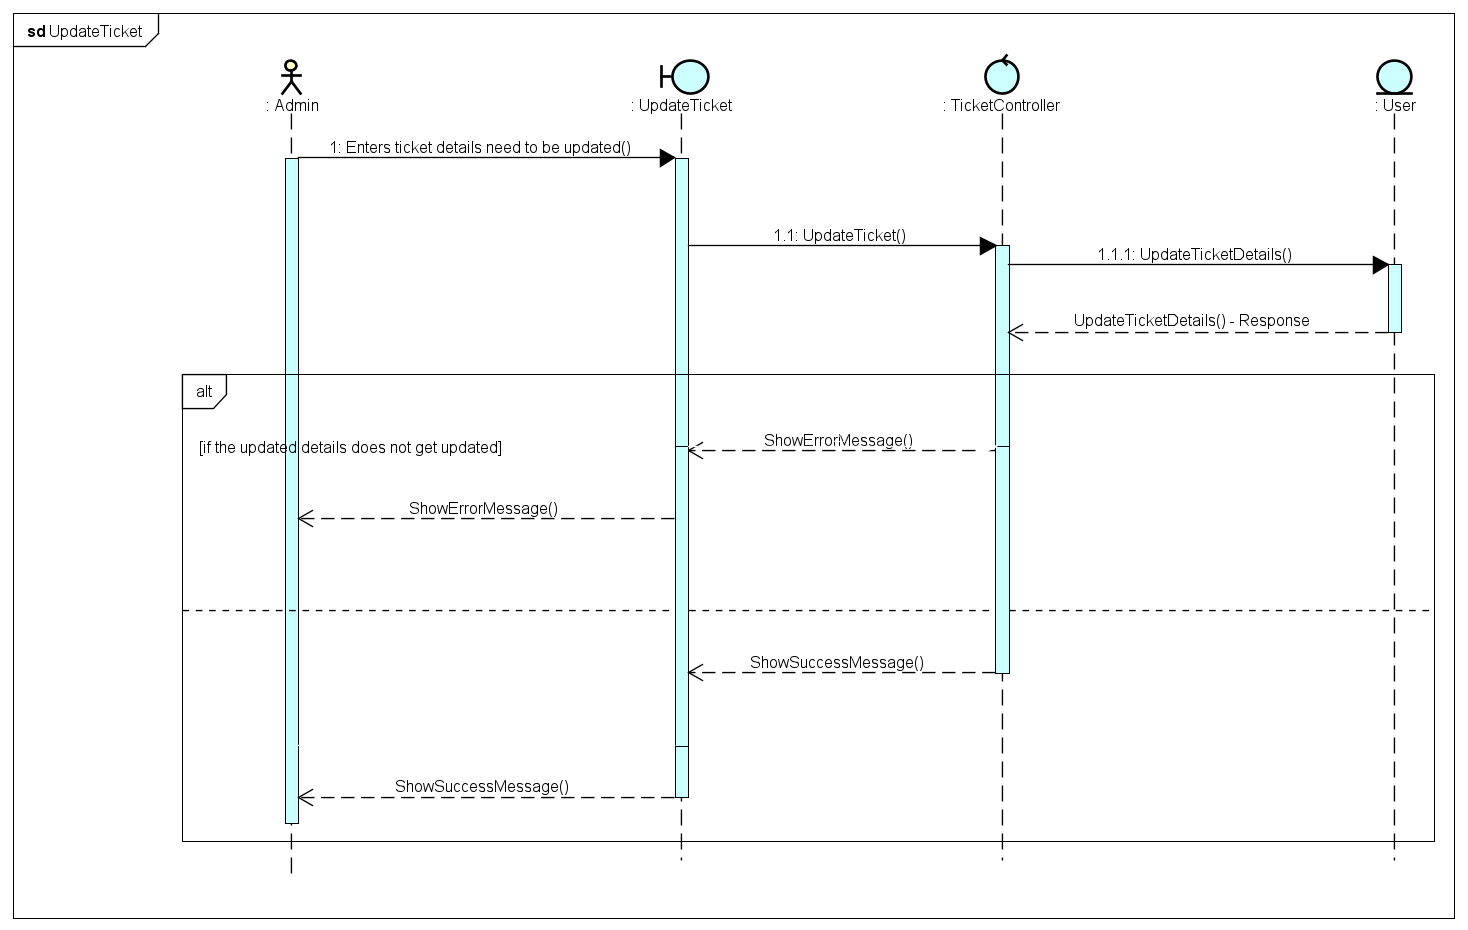 sd UpdateTicket
: Admin
: UpdateTicket
: TicketController
: User
1: Enters ticket details need to be updated()
1.1: UpdateTicket()
1.1.1: UpdateTicketDetails()
UpdateTicketDetails() - Response
alt
[if the updated details does not get updated]
ShowErrorMessage()
ShowErrorMessage()
ShowSuccessMessage()
ShowSuccessMessage()